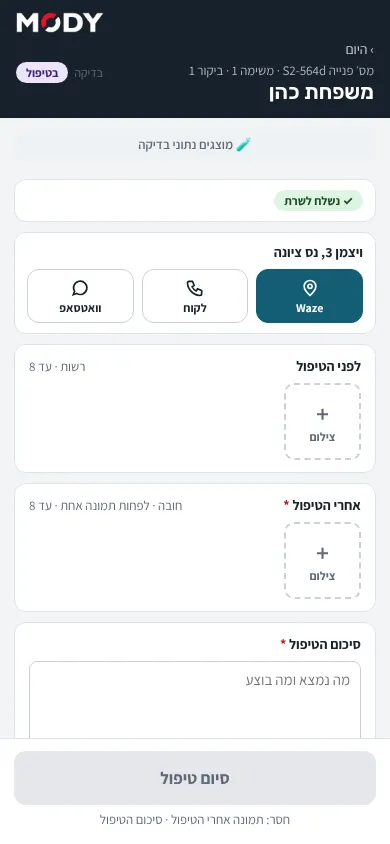 MODY
‹ היום
מס' פנייה S2-564d · משימה 1 · ביקור 1
בדיקה בטיפול
משפחת כהן
🧪 מוצגים נתוני בדיקה
✓ נשלח לשרת
ויצמן 3, נס ציונה
Waze
לקוח
וואטסאפ
לפני הטיפול
רשות · עד 8
+
צילום
אחרי הטיפול *
חובה · לפחות תמונה אחת · עד 8
+
צילום
סיכום הטיפול *
מה נמצא ומה בוצע
סיום טיפול
חסר: תמונה אחרי הטיפול · סיכום הטיפול